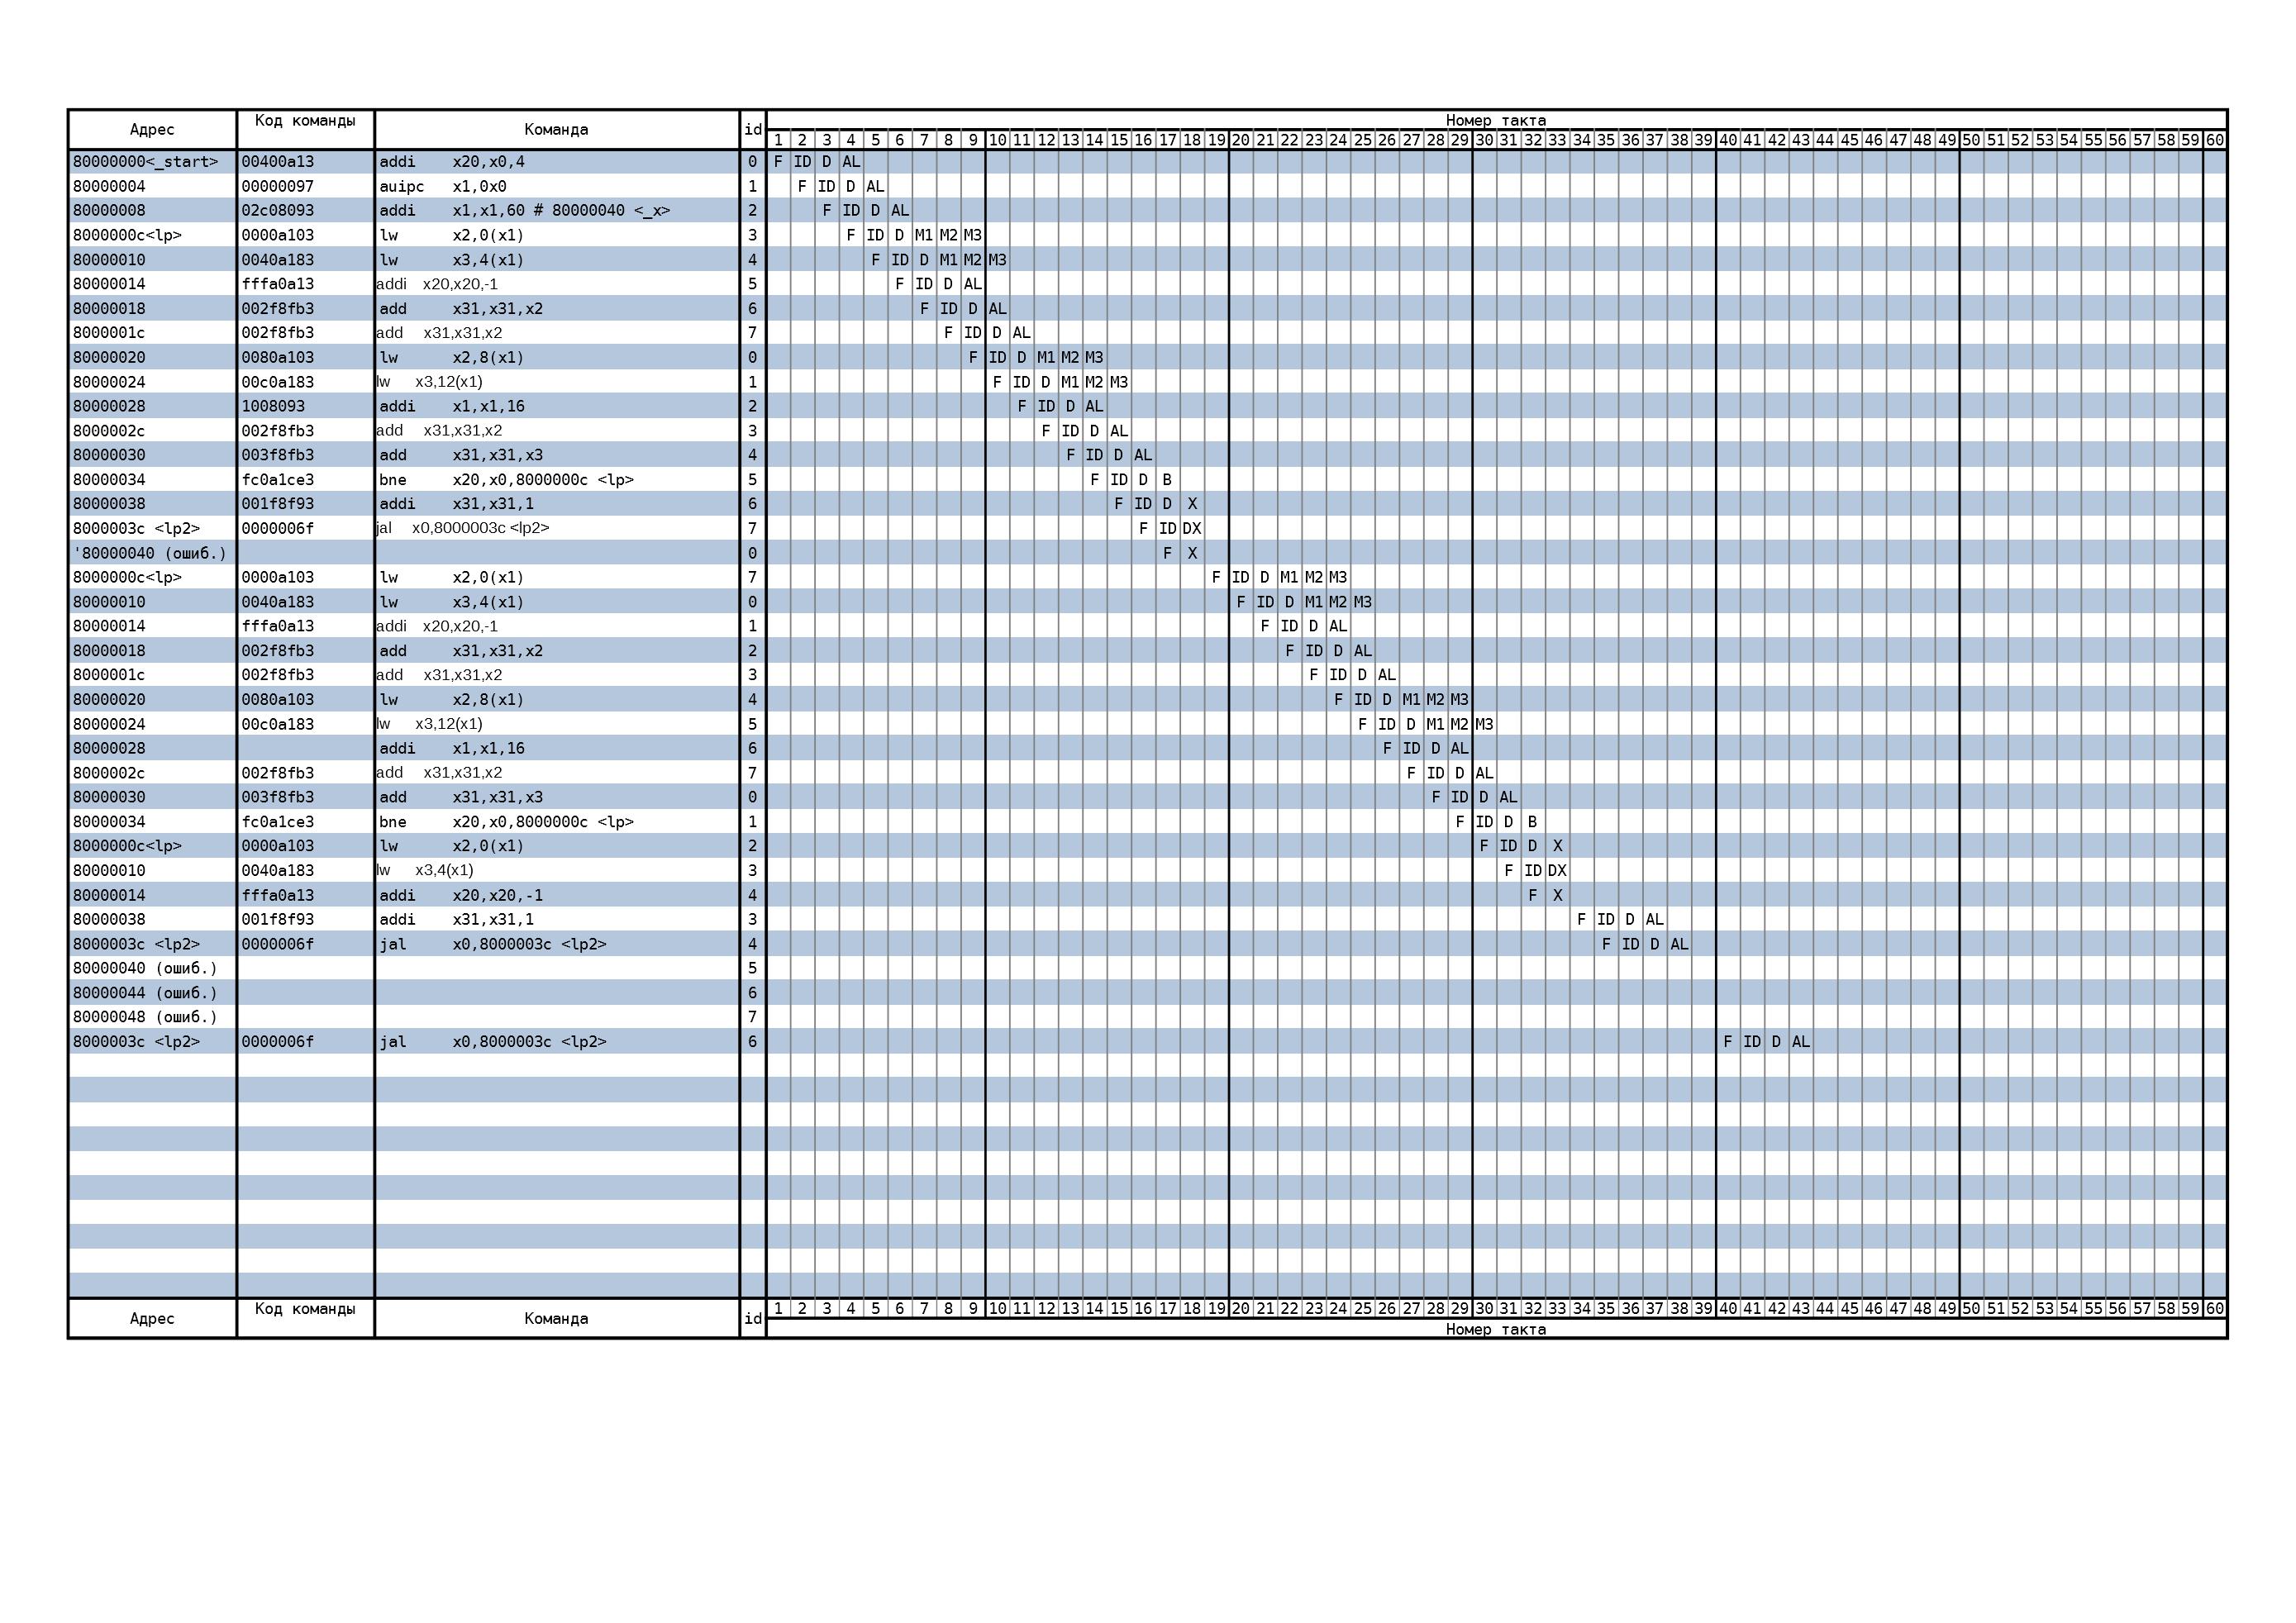 Адрес Код команды Команда id Номер такта
1 2 3 4 5 6 7 8 9 10 11 12 13 14 15 16 17 18 19 20 21 22 23 24 25 26 27 28 29 30 31 32 33 34 35 36 37 38 39 40 41 42 43 44 45 46 47 48 49 50 51 52 53 54 55 56 57 58 59 60
80000000<_start> 00400a13 addi x20,x0,4 0 F ID D AL
80000004 00000097 auipc x1,0x0 1 F ID D AL
80000008 02c08093 addi x1,x1,60 # 80000040 <_x> 2 F ID D AL
8000000c<lp> 0000a103 lw x2,0(x1) 3 F ID D M1 M2 M3
80000010 0040a183 lw x3,4(x1) 4 F ID D M1 M2 M3
80000014 fffa0a13 addi x20,x20,-1 5 F ID D AL
80000018 002f8fb3 add x31,x31,x2 6 F ID D AL
8000001c 002f8fb3 add x31,x31,x2 7 F ID D AL
80000020 0080a103 lw x2,8(x1) 0 F ID D M1 M2 M3
80000024 00c0a183 lw x3,12(x1) 1 F ID D M1 M2 M3
80000028 1008093 addi x1,x1,16 2 F ID D AL
8000002c 002f8fb3 add x31,x31,x2 3 F ID D AL
80000030 003f8fb3 add x31,x31,x3 4 F ID D AL
80000034 fc0a1ce3 bne x20,x0,8000000c <lp> 5 F ID D B
80000038 001f8f93 addi x31,x31,1 6 F ID D X
8000003c <lp2> 0000006f jal x0,8000003c <lp2> 7 F ID DX
'80000040 (ошиб.) 0 F X
8000000c<lp> 0000a103 lw x2,0(x1) 7 F ID D M1 M2 M3
80000010 0040a183 lw x3,4(x1) 0 F ID D M1 M2 M3
80000014 fffa0a13 addi x20,x20,-1 1 F ID D AL
80000018 002f8fb3 add x31,x31,x2 2 F ID D AL
8000001c 002f8fb3 add x31,x31,x2 3 F ID D AL
80000020 0080a103 lw x2,8(x1) 4 F ID D M1 M2 M3
80000024 00c0a183 lw x3,12(x1) 5 F ID D M1 M2 M3
80000028 addi x1,x1,16 6 F ID D AL
8000002c 002f8fb3 add x31,x31,x2 7 F ID D AL
80000030 003f8fb3 add x31,x31,x3 0 F ID D AL
80000034 fc0a1ce3 bne x20,x0,8000000c <lp> 1 F ID D B
8000000c<lp> 0000a103 lw x2,0(x1) 2 F ID D X
80000010 0040a183 lw x3,4(x1) 3 F ID DX
80000014 fffa0a13 addi x20,x20,-1 4 F X
80000038 001f8f93 addi x31,x31,1 3 F ID D AL
8000003c <lp2> 0000006f jal x0,8000003c <lp2> 4 F ID D AL
80000040 (ошиб.) 5
80000044 (ошиб.) 6
80000048 (ошиб.) 7
8000003c <lp2> 0000006f jal x0,8000003c <lp2> 6 F ID D AL
1 2 3 4 5 6 7 8 9 10 11 12 13 14 15 16 17 18 19 20 21 22 23 24 25 26 27 28 29 30 31 32 33 34 35 36 37 38 39 40 41 42 43 44 45 46 47 48 49 50 51 52 53 54 55 56 57 58 59 60
Адрес Код команды Команда id Номер такта